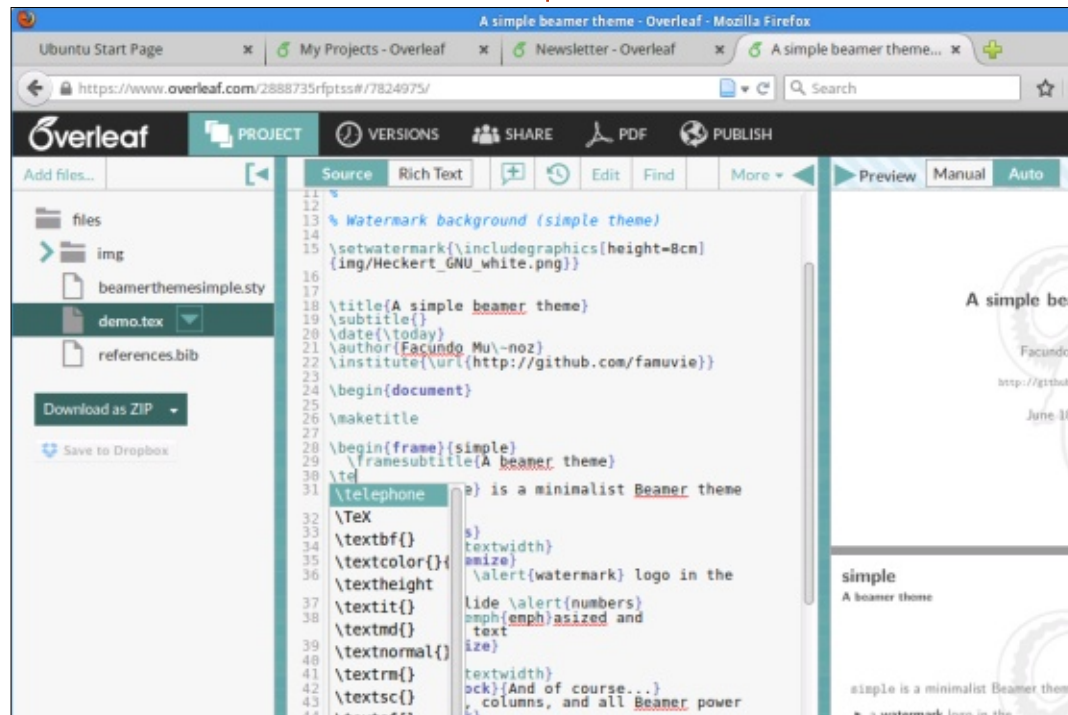 A simple beamer theme - Overleaf - Mozilla Firefox
Ubuntu Start Page × My Projects - Overleaf × Newsletter - Overleaf × A simple beamer theme... ×
https://www.overleaf.com/2888735rfptss#/7824975/ Search
Overleaf PROJECT VERSIONS SHARE PDF PUBLISH
Add files...
files
img
beamerthemesimple.sty
demo.tex
references.bib
Download as ZIP
Save to Dropbox
Source Rich Text Edit Find More
11 %
12
13 % Watermark background (simple theme)
14
15 \setwatermark{\includegraphics[height=8cm]
{img/Heckert_GNU_white.png}}
16
17
18 \title{A simple beamer theme}
19 \subtitle{}
20 \date{\today}
21 \author{Facundo Mu\~noz}
22 \institute{\url{http://github.com/famuvie}}
23
24 \begin{document}
25
26 \maketitle
27
28 \begin{frame}{simple}
29 \framesubtitle{A beamer theme}
30 \te
31 e} is a minimalist Beamer theme
32
33 s}
34 textwidth}
35 emize}
36 \alert{watermark} logo in the
37 lide \alert{numbers}
38 emph{emph}asized and
text
39 ize}
40
41 textwidth}
42 ock}{And of course...}
43 , columns, and all Beamer power
\telephone
\TeX
\textbf{}
\textcolor{}{
\textheight
\textit{}
\textmd{}
\textnormal{}
\textrm{}
\textsc{}
Preview Manual Auto
A simple be
Facundo
http://githu
June 10
simple
A beamer theme
simple is a minimalist Beamer them
a watermark logo in the